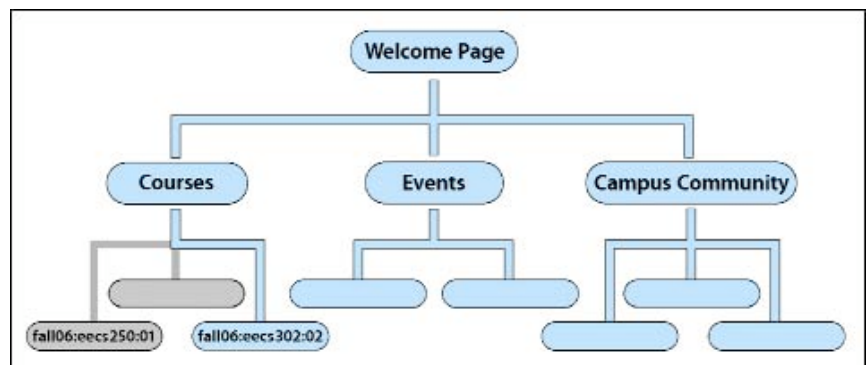 Welcome Page
Courses
Events
Campus Community
fall06:eecs250:01
fall06:eecs302:02